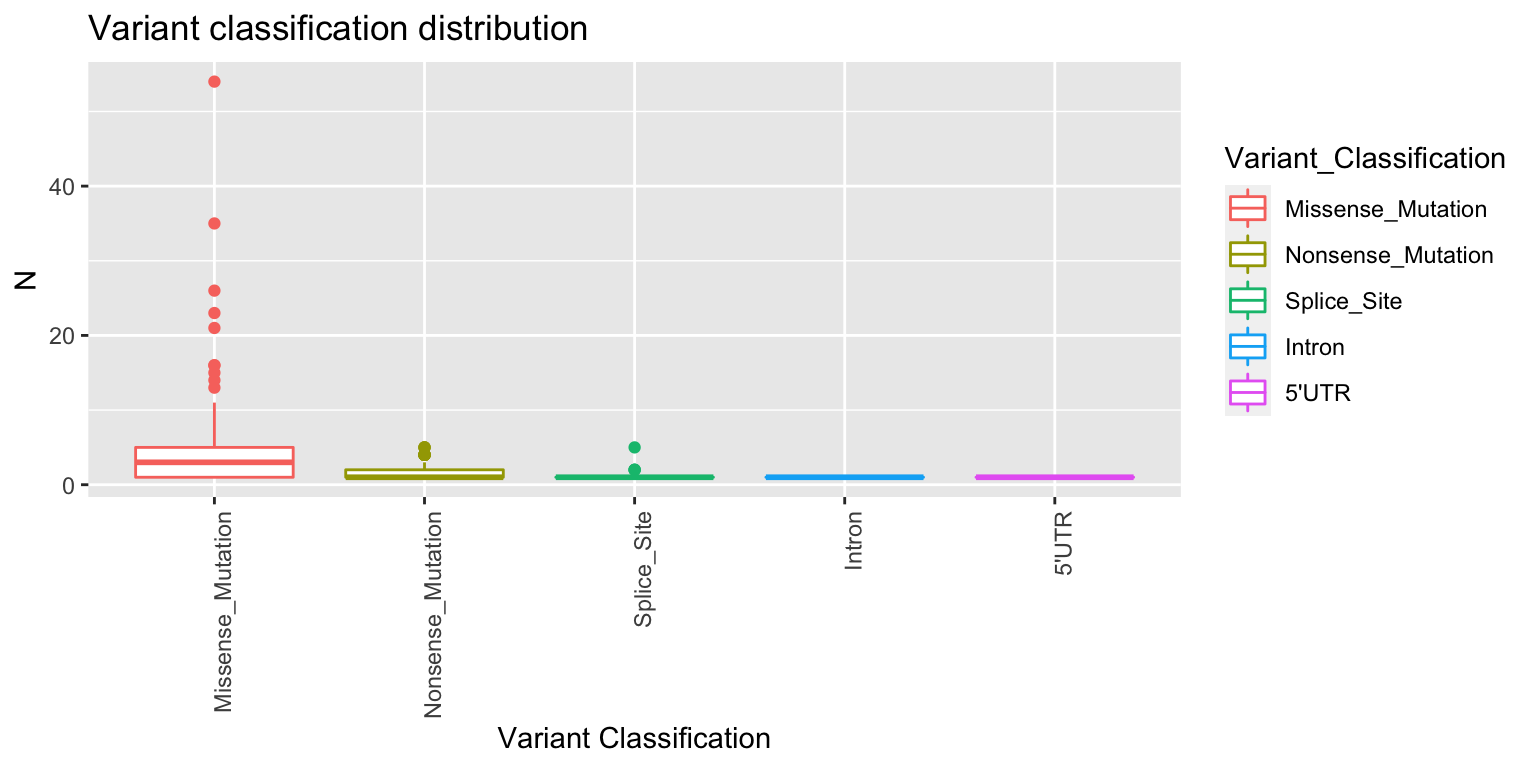 Variant classification distribution
N
40
20
0
Missense_Mutation
Nonsense_Mutation
Splice_Site
Intron
5'UTR
Variant Classification
Variant_Classification
Missense_Mutation
Nonsense_Mutation
Splice_Site
Intron
5'UTR